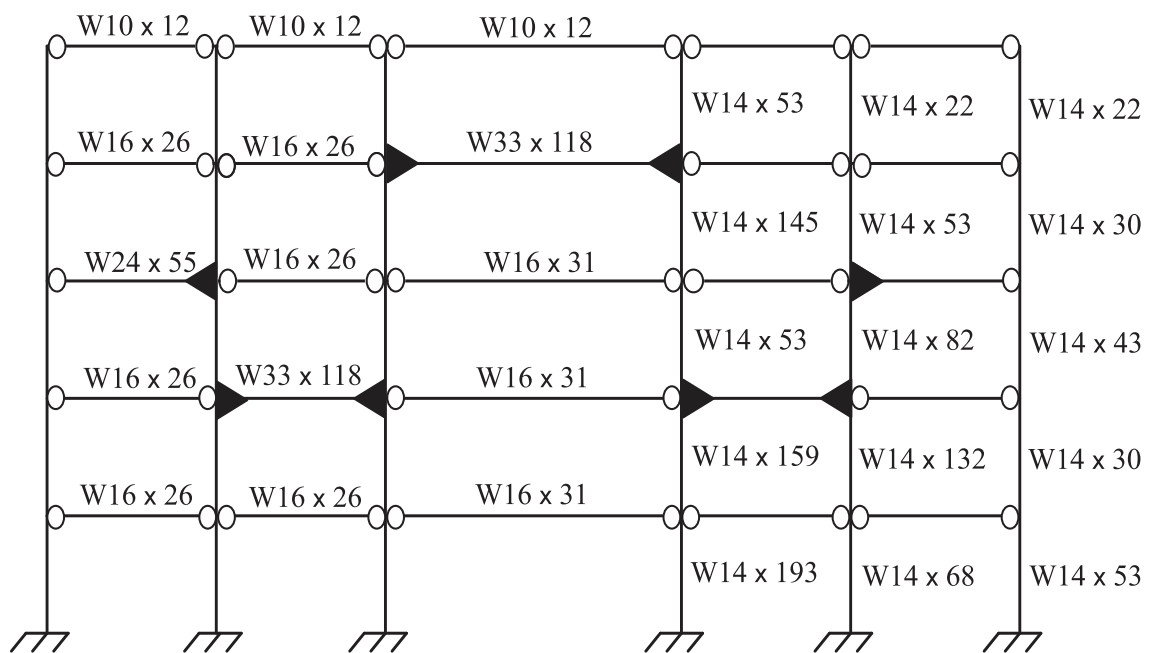 W10 x 12
W10 x 12
W10 x 12
W14 x 53
W14 x 22
W14 x 22
W16 x 26
W16 x 26
W33 x 118
W14 x 145
W14 x 53
W14 x 30
W24 x 55
W16 x 26
W16 x 31
W14 x 53
W14 x 82
W14 x 43
W16 x 26
W33 x 118
W16 x 31
W14 x 159
W14 x 132
W14 x 30
W16 x 26
W16 x 26
W16 x 31
W14 x 193
W14 x 68
W14 x 53